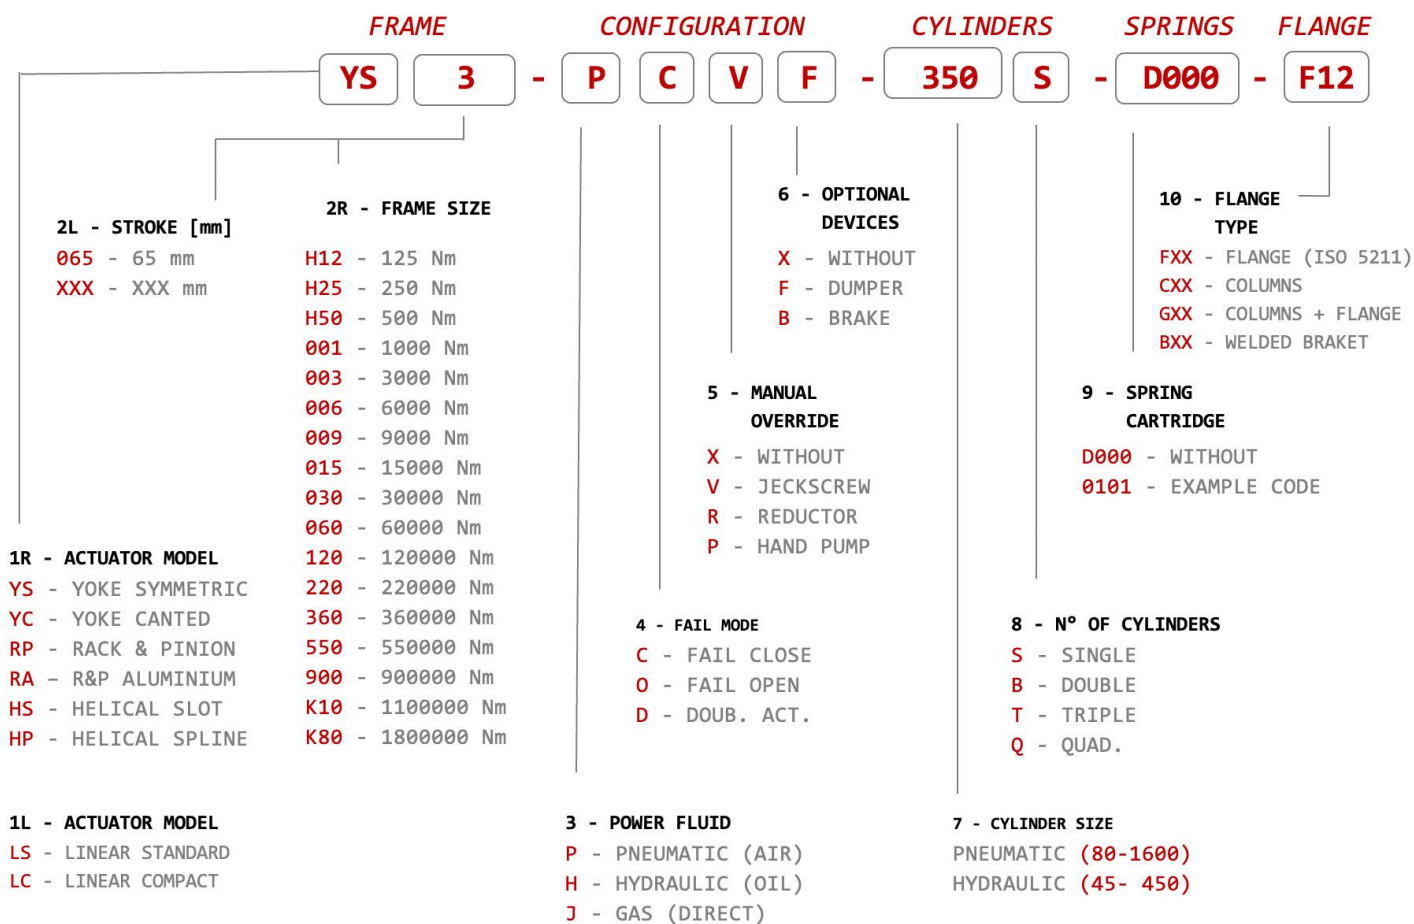 FRAME CONFIGURATION CYLINDERS SPRINGS FLANGE
YS 3 - P C V F - 350 S - D000 - F12
2L - STROKE [mm]
065 - 65 mm
XXX - XXX mm
2R - FRAME SIZE
H12 - 125 Nm
H25 - 250 Nm
H50 - 500 Nm
001 - 1000 Nm
003 - 3000 Nm
006 - 6000 Nm
009 - 9000 Nm
015 - 15000 Nm
030 - 30000 Nm
060 - 60000 Nm
120 - 120000 Nm
220 - 220000 Nm
360 - 360000 Nm
550 - 550000 Nm
900 - 900000 Nm
K10 - 1100000 Nm
K80 - 1800000 Nm
6 - OPTIONAL
DEVICES
X - WITHOUT
F - DUMPER
B - BRAKE
10 - FLANGE
TYPE
FXX - FLANGE (ISO 5211)
CXX - COLUMNS
GXX - COLUMNS + FLANGE
BXX - WELDED BRAKET
5 - MANUAL
OVERRIDE
X - WITHOUT
V - JECKSCREW
R - REDUCTOR
P - HAND PUMP
9 - SPRING
CARTRIDGE
D000 - WITHOUT
0101 - EXAMPLE CODE
1R - ACTUATOR MODEL
YS - YOKE SYMMETRIC
YC - YOKE CANTED
RP - RACK & PINION
RA – R&P ALUMINIUM
HS - HELICAL SLOT
HP - HELICAL SPLINE
4 - FAIL MODE
C - FAIL CLOSE
O - FAIL OPEN
D - DOUB. ACT.
8 - N° OF CYLINDERS
S - SINGLE
B - DOUBLE
T - TRIPLE
Q - QUAD.
1L - ACTUATOR MODEL
LS - LINEAR STANDARD
LC - LINEAR COMPACT
3 - POWER FLUID
P - PNEUMATIC (AIR)
H - HYDRAULIC (OIL)
J - GAS (DIRECT)
7 - CYLINDER SIZE
PNEUMATIC (80-1600)
HYDRAULIC (45- 450)